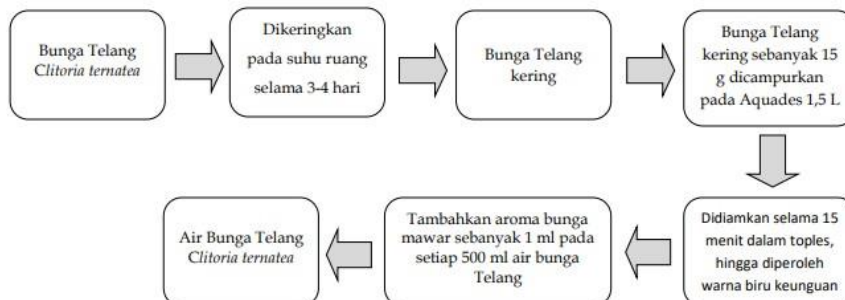 Bunga Telang
Clitoria ternatea
Dikeringkan
pada suhu ruang
selama 3-4 hari
Bunga Telang
kering
Bunga Telang
kering sebanyak 15
g dicampurkan
pada Aquades 1,5 L
Didiamkan selama 15
menit dalam toples,
hingga diperoleh
warna biru keunguan
Tambahkan aroma bunga
mawar sebanyak 1 ml pada
setiap 500 ml air bunga
Telang
Air Bunga Telang
Clitoria ternatea